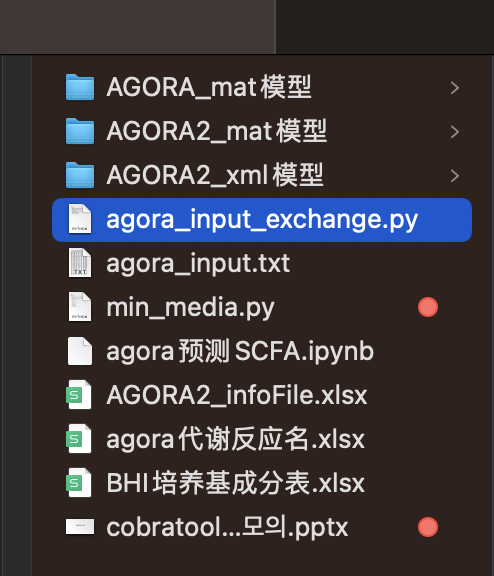 AGORA_mat模型
AGORA2_mat模型
AGORA2_xml模型
agora_input_exchange.py
agora_input.txt
min_media.py
agora预测SCFA.ipynb
AGORA2_infoFile.xlsx
agora代谢反应名.xlsx
BHI培养基成分表.xlsx
cobratool...모의.pptx